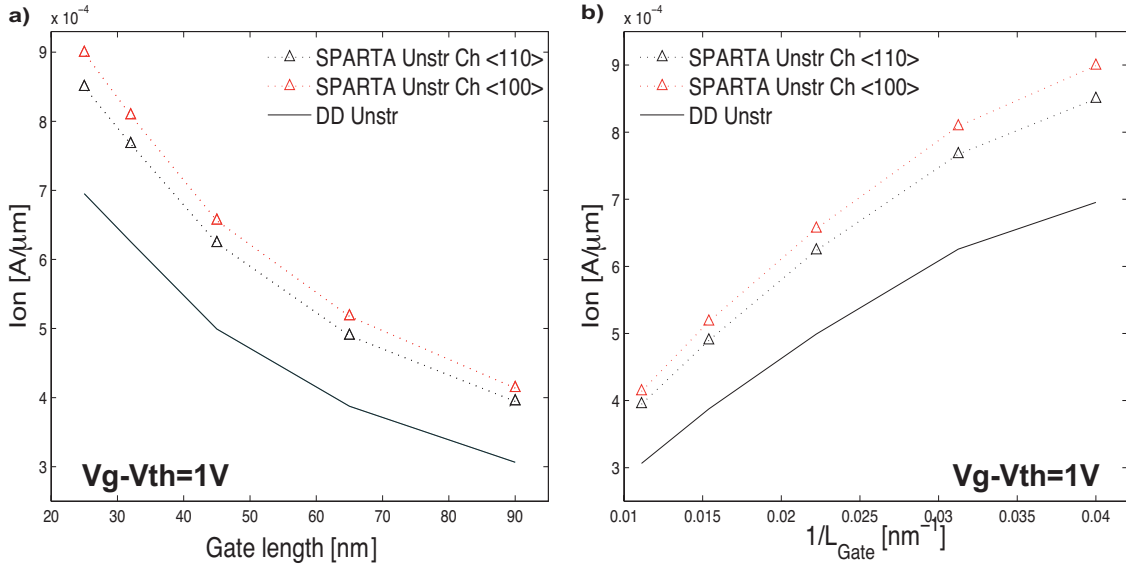 a)
x 10⁻⁴
9
8
7
6
5
4
3
20 30 40 50 60 70 80 90
Ion [A/μm]
Gate length [nm]
SPARTA Unstr Ch <110>
SPARTA Unstr Ch <100>
DD Unstr
Vg-Vth=1V
b)
x 10⁻⁴
9
8
7
6
5
4
3
0.01 0.015 0.02 0.025 0.03 0.035 0.04
Ion [A/μm]
1/L_Gate [nm⁻¹]
SPARTA Unstr Ch <110>
SPARTA Unstr Ch <100>
DD Unstr
Vg-Vth=1V